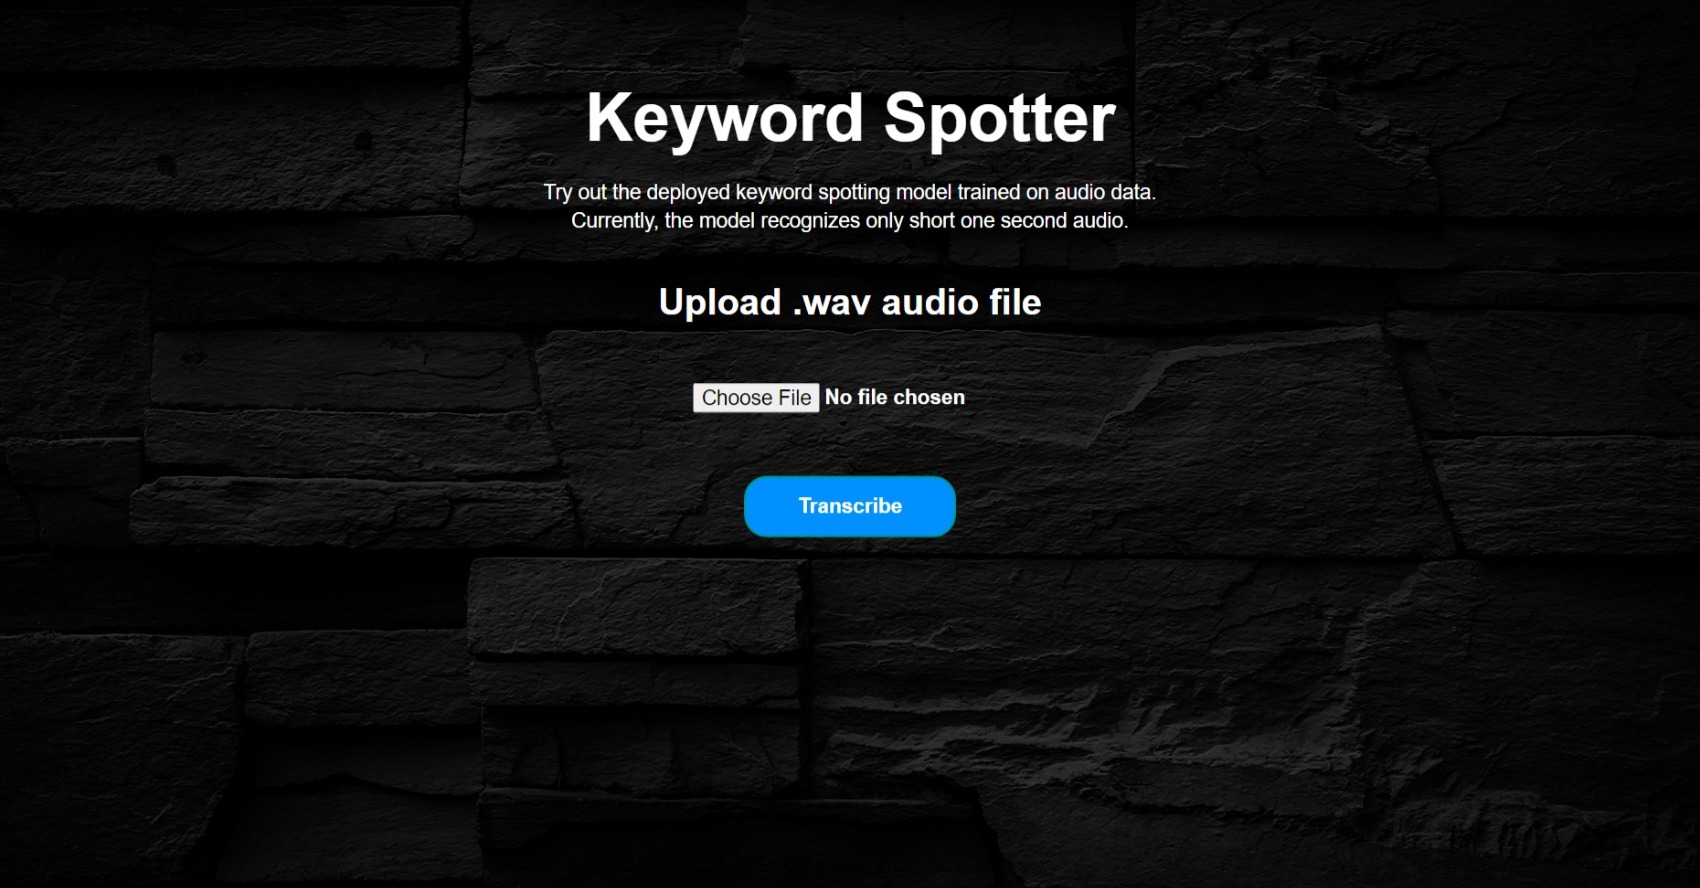 Keyword Spotter
Try out the deployed keyword spotting model trained on audio data.
Currently, the model recognizes only short one second audio.
Upload .wav audio file
Choose File No file chosen
Transcribe